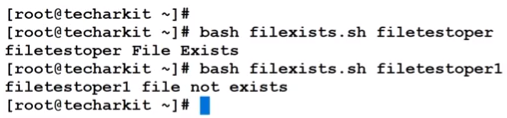 [root@techarkit ~]#
[root@techarkit ~]# bash filexists.sh filetestoper
filetestoper File Exists
[root@techarkit ~]# bash filexists.sh filetestoper1
filetestoper1 file not exists
[root@techarkit ~]#